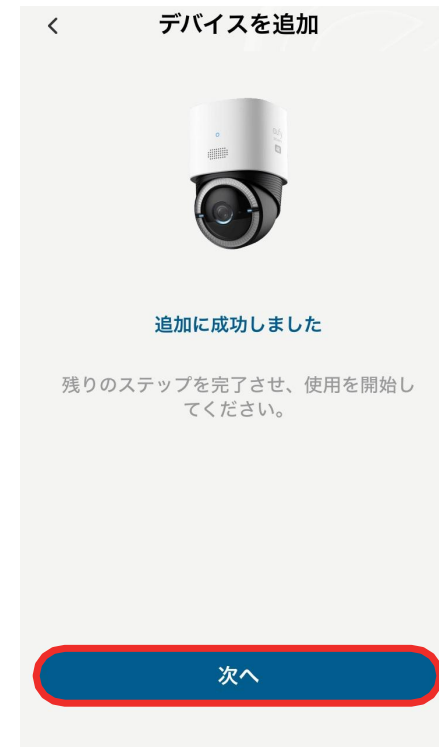 デバイスを追加
追加に成功しました
残りのステップを完了させ、使用を開始し
てください。
次へ